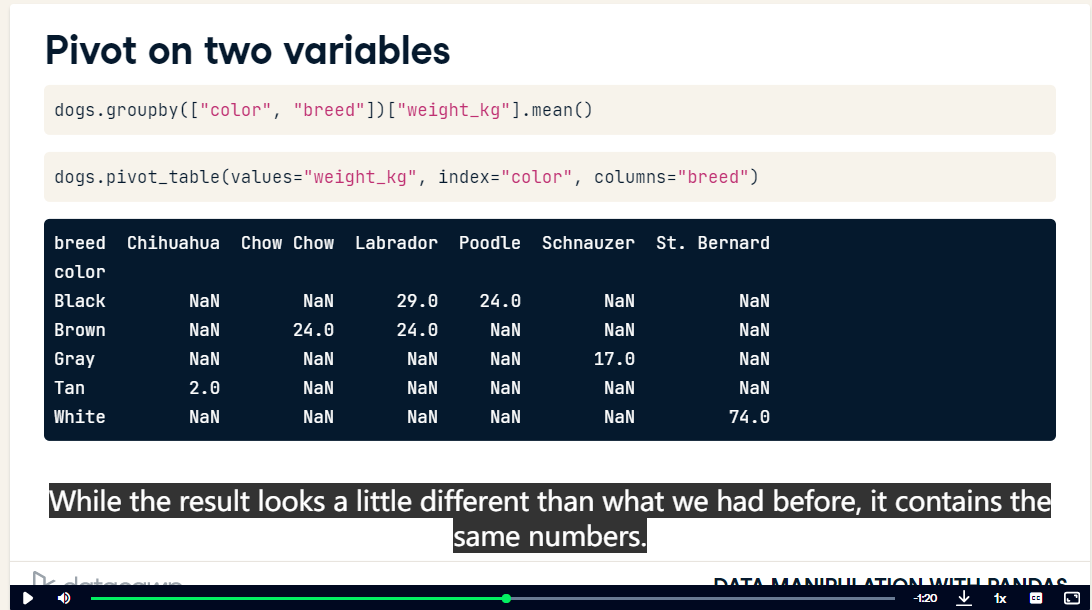 Pivot on two variables
dogs.groupby(["color", "breed"])["weight_kg"].mean()
dogs.pivot_table(values="weight_kg", index="color", columns="breed")
breed Chihuahua Chow Chow Labrador Poodle Schnauzer St. Bernard
color
Black NaN NaN 29.0 24.0 NaN NaN
Brown NaN 24.0 24.0 NaN NaN NaN
Gray NaN NaN NaN NaN 17.0 NaN
Tan 2.0 NaN NaN NaN NaN NaN
White NaN NaN NaN NaN NaN 74.0
While the result looks a little different than what we had before, it contains the
same numbers.
DATA MANIPULATION WITH PANDAS
-1:20 1x CC